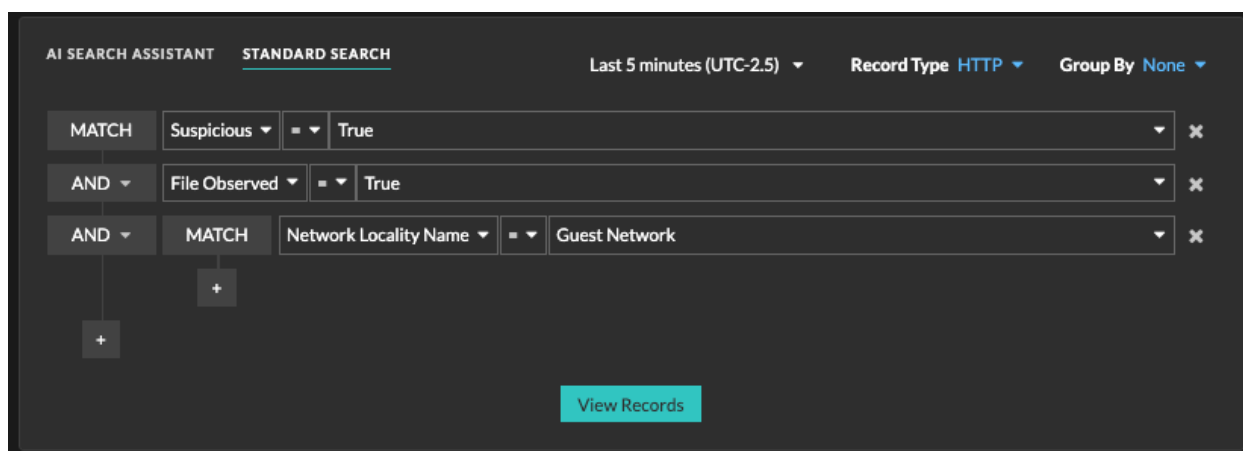 AI SEARCH ASSISTANT STANDARD SEARCH Last 5 minutes (UTC-2.5) Record Type HTTP Group By None
MATCH Suspicious = True
AND File Observed = True
AND MATCH Network Locality Name = Guest Network
+
+
View Records